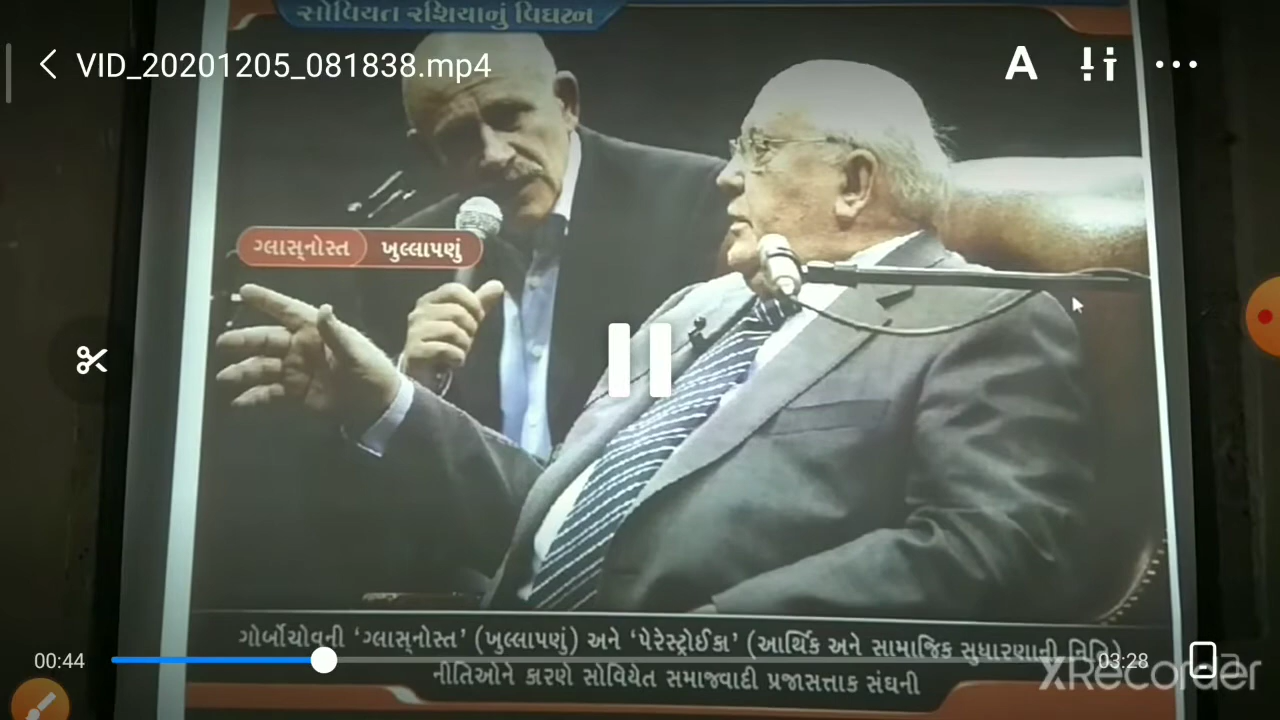 સોવિયત રશિયાનું વિઘટન
VID_20201205_081838.mp4
A
ગ્લાસ્નોસ્ત ખુલ્લાપણું
ગોર્બાચોવની ‘ગ્લાસ્નોસ્ત’ (ખુલ્લાપણું) અને ‘પેરેસ્ટ્રોઈકા’ (આર્થિક અને સામાજિક સુધારણાની
00:44
03:28
નીતિઓને કારણે સોવિયેત સમાજવાદી પ્રજાસત્તાક સંઘની
XRecorder